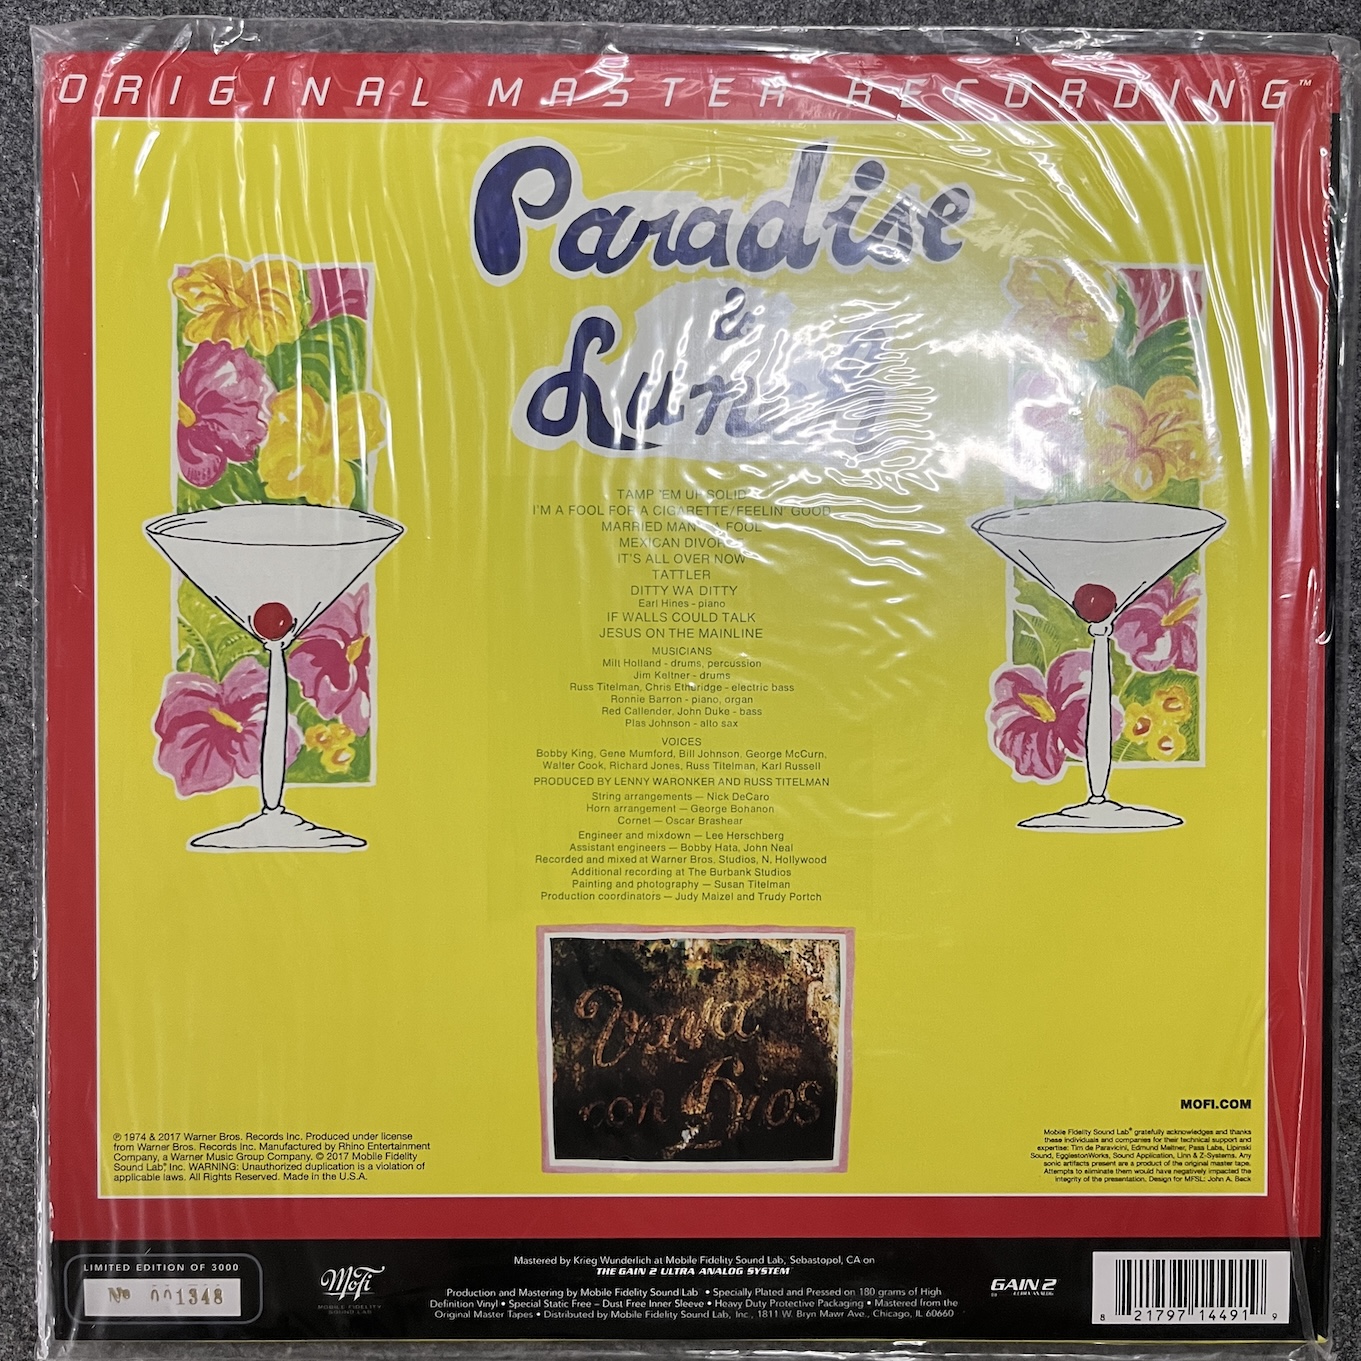 ORIGINAL MASTER RECORDING™
Paradise
&
Lunch
TAMP 'EM UP SOLID
I'M A FOOL FOR A CIGARETTE/FEELIN' GOOD
MARRIED MAN'S A FOOL
MEXICAN DIVORCE
IT'S ALL OVER NOW
TATTLER
DITTY WA DITTY
Earl Hines - piano
IF WALLS COULD TALK
JESUS ON THE MAINLINE
MUSICIANS
Milt Holland - drums, percussion
Jim Keltner - drums
Russ Titelman, Chris Ethridge - electric bass
Ronnie Barron - piano, organ
Red Callender, John Duke - bass
Plas Johnson - alto sax
VOICES
Bobby King, Gene Mumford, Bill Johnson, George McCurn,
Walter Cook, Richard Jones, Russ Titelman, Karl Russell
PRODUCED BY LENNY WARONKER AND RUSS TITELMAN
String arrangements — Nick DeCaro
Horn arrangement — George Bohanon
Cornet — Oscar Brashear
Engineer and mixdown — Lee Herschberg
Assistant engineers — Bobby Hata, John Neal
Recorded and mixed at Warner Bros. Studios, N. Hollywood
Additional recording at The Burbank Studios
Painting and photography — Susan Titelman
Production coordinators — Judy Maizel and Trudy Portch
Vaya
con Dios
℗ 1974 & 2017 Warner Bros. Records Inc. Produced under license
from Warner Bros. Records Inc. Manufactured by Rhino Entertainment
Company, a Warner Music Group Company. © 2017 Mobile Fidelity
Sound Lab®, Inc. WARNING: Unauthorized duplication is a violation of
applicable laws. All Rights Reserved. Made in the U.S.A.
MOFI.COM
Mobile Fidelity Sound Lab® gratefully acknowledges and thanks
these individuals and companies for their technical support and
expertise: Tim de Paravicini, Edmund Meitner, Pass Labs, Lipinski
Sound, EgglestonWorks, Sound Application, Linn & Z-Systems. Any
sonic artifacts present are a product of the original master tape.
Attempts to eliminate them would have negatively impacted the
integrity of the presentation. Design for MFSL: John A. Beck
LIMITED EDITION OF 3000
№ 001348
MoFi
MOBILE FIDELITY
SOUND LAB
Mastered by Krieg Wunderlich at Mobile Fidelity Sound Lab, Sebastopol, CA on
THE GAIN 2 ULTRA ANALOG SYSTEM™
Production and Mastering by Mobile Fidelity Sound Lab • Specially Plated and Pressed on 180 grams of High
Definition Vinyl • Special Static Free – Dust Free Inner Sleeve • Heavy Duty Protective Packaging • Mastered from the
Original Master Tapes • Distributed by Mobile Fidelity Sound Lab, Inc., 1811 W. Bryn Mawr Ave., Chicago, IL 60660
GAIN 2
ULTRA ANALOG
8 21797 14491 9